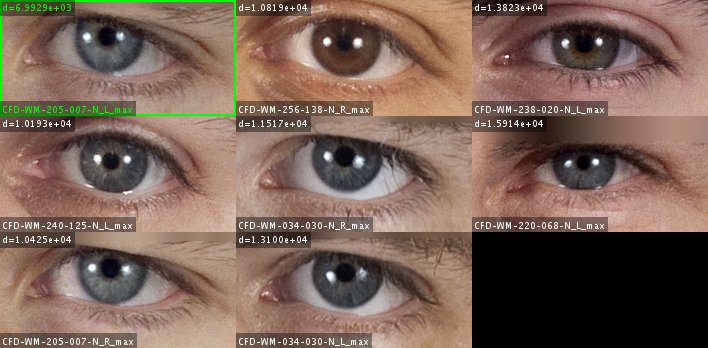 d=6.9929e+03
CFD-WM-205-007-N_L_max
d=1.0819e+04
CFD-WM-256-138-N_R_max
d=1.3823e+04
CFD-WM-238-020-N_L_max
d=1.0193e+04
CFD-WM-240-125-N_L_max
d=1.1517e+04
CFD-WM-034-030-N_R_max
d=1.5914e+04
CFD-WM-220-068-N_L_max
d=1.0425e+04
CFD-WM-205-007-N_R_max
d=1.3100e+04
CFD-WM-034-030-N_L_max